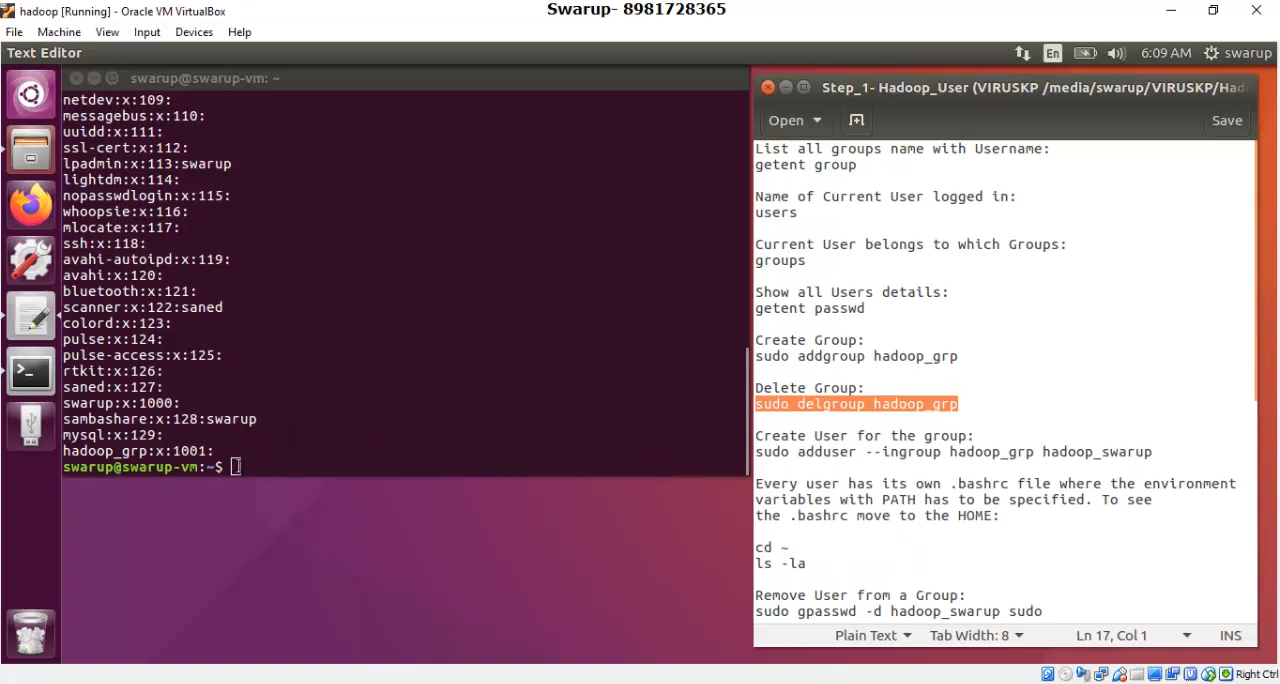 hadoop [Running] - Oracle VM VirtualBox
Swarup- 8981728365
File Machine View Input Devices Help
Text Editor
En
6:09 AM
swarup
swarup@swarup-vm: ~
netdev:x:109:
messagebus:x:110:
uuidd:x:111:
ssl-cert:x:112:
lpadmin:x:113:swarup
lightdm:x:114:
nopasswdlogin:x:115:
whoopsie:x:116:
mlocate:x:117:
ssh:x:118:
avahi-autoipd:x:119:
avahi:x:120:
bluetooth:x:121:
scanner:x:122:saned
colord:x:123:
pulse:x:124:
pulse-access:x:125:
rtkit:x:126:
saned:x:127:
swarup:x:1000:
sambashare:x:128:swarup
mysql:x:129:
hadoop_grp:x:1001:
swarup@swarup-vm:~$
Step_1- Hadoop_User (VIRUSKP /media/swarup/VIRUSKP/Had
Open
Save
List all groups name with Username:
getent group
Name of Current User logged in:
users
Current User belongs to which Groups:
groups
Show all Users details:
getent passwd
Create Group:
sudo addgroup hadoop_grp
Delete Group:
sudo delgroup hadoop_grp
Create User for the group:
sudo adduser --ingroup hadoop_grp hadoop_swarup
Every user has its own .bashrc file where the environment
variables with PATH has to be specified. To see
the .bashrc move to the HOME:
cd ~
ls -la
Remove User from a Group:
sudo gpasswd -d hadoop_swarup sudo
Plain Text
Tab Width: 8
Ln 17, Col 1
INS
Right Ctrl